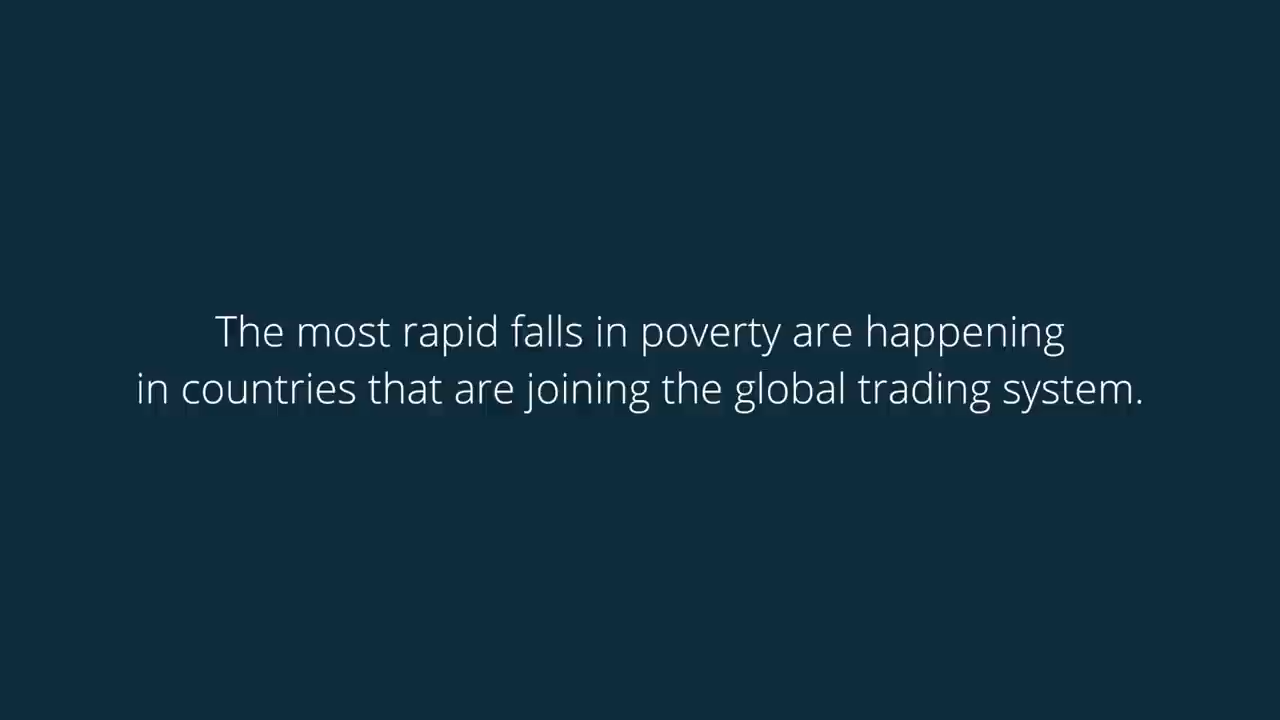 The most rapid falls in poverty are happening
in countries that are joining the global trading system.